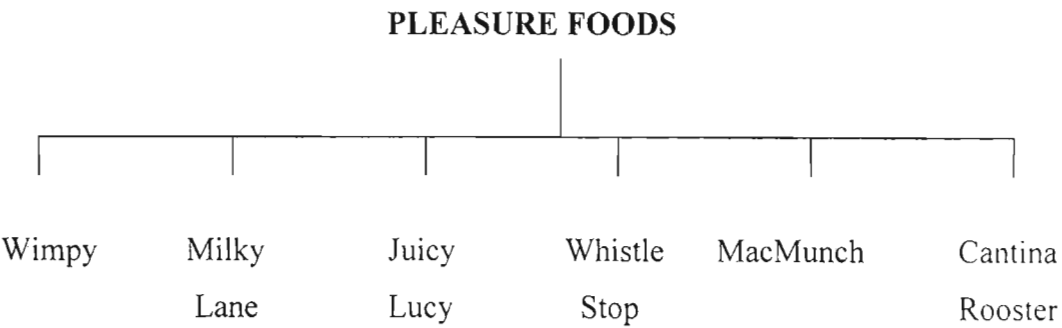 PLEASURE FOODS
Wimpy Milky Juicy Whistle MacMunch Cantina
Lane Lucy Stop Rooster